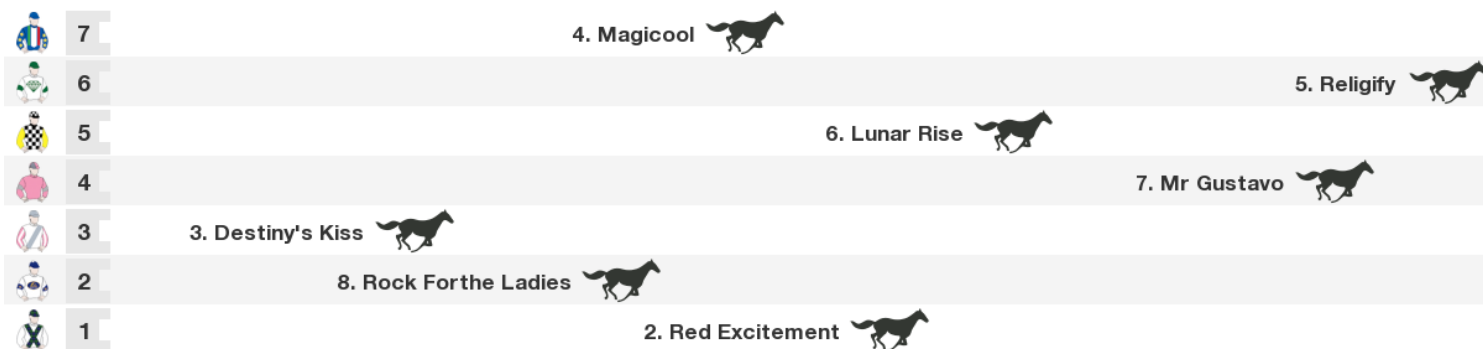 7 4. Magicool
6 5. Religify
5 6. Lunar Rise
4 7. Mr Gustavo
3 3. Destiny's Kiss
2 8. Rock Forthe Ladies
1 2. Red Excitement